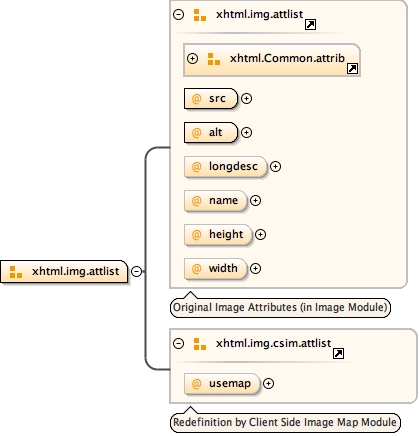 xhtml.img.attlist
xhtml.Common.attrib
@ src
@ alt
@ longdesc
@ name
@ height
@ width
Original Image Attributes (in Image Module)
xhtml.img.attlist
xhtml.img.csim.attlist
@ usemap
Redefinition by Client Side Image Map Module